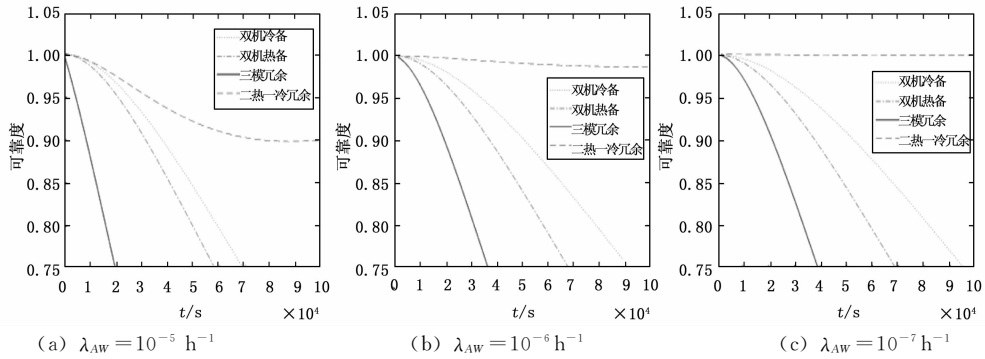 1.05
1.00
0.95
0.90
0.85
0.80
0.75
可靠度
双机冷备
双机热备
三模冗余
二热一冷冗余
0 1 2 3 4 5 6 7 8 9 10
t/s
×10⁴
(a) λ_AW=10⁻⁵ h⁻¹
1.05
1.00
0.95
0.90
0.85
0.80
0.75
可靠度
双机冷备
双机热备
三模冗余
二热一冷冗余
0 1 2 3 4 5 6 7 8 9 10
t/s
×10⁴
(b) λ_AW=10⁻⁶ h⁻¹
1.05
1.00
0.95
0.90
0.85
0.80
0.75
可靠度
双机冷备
双机热备
三模冗余
二热一冷冗余
0 1 2 3 4 5 6 7 8 9 10
t/s
×10⁴
(c) λ_AW=10⁻⁷ h⁻¹